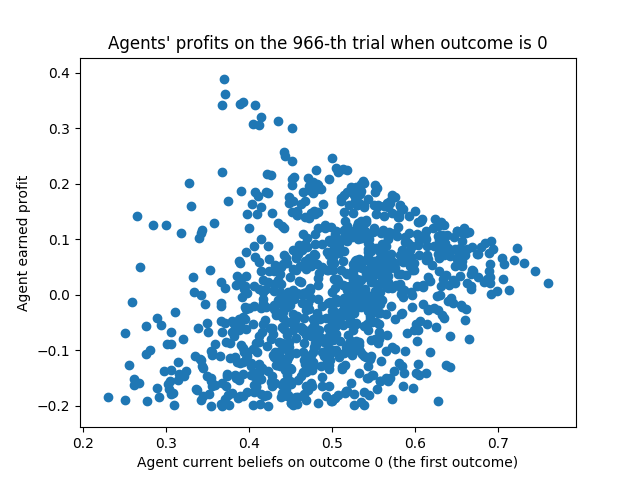 Agents' profits on the 966-th trial when outcome is 0
0.4
0.3
0.2
0.1
0.0
−0.1
−0.2
Agent earned profit
0.2 0.3 0.4 0.5 0.6 0.7
Agent current beliefs on outcome 0 (the first outcome)